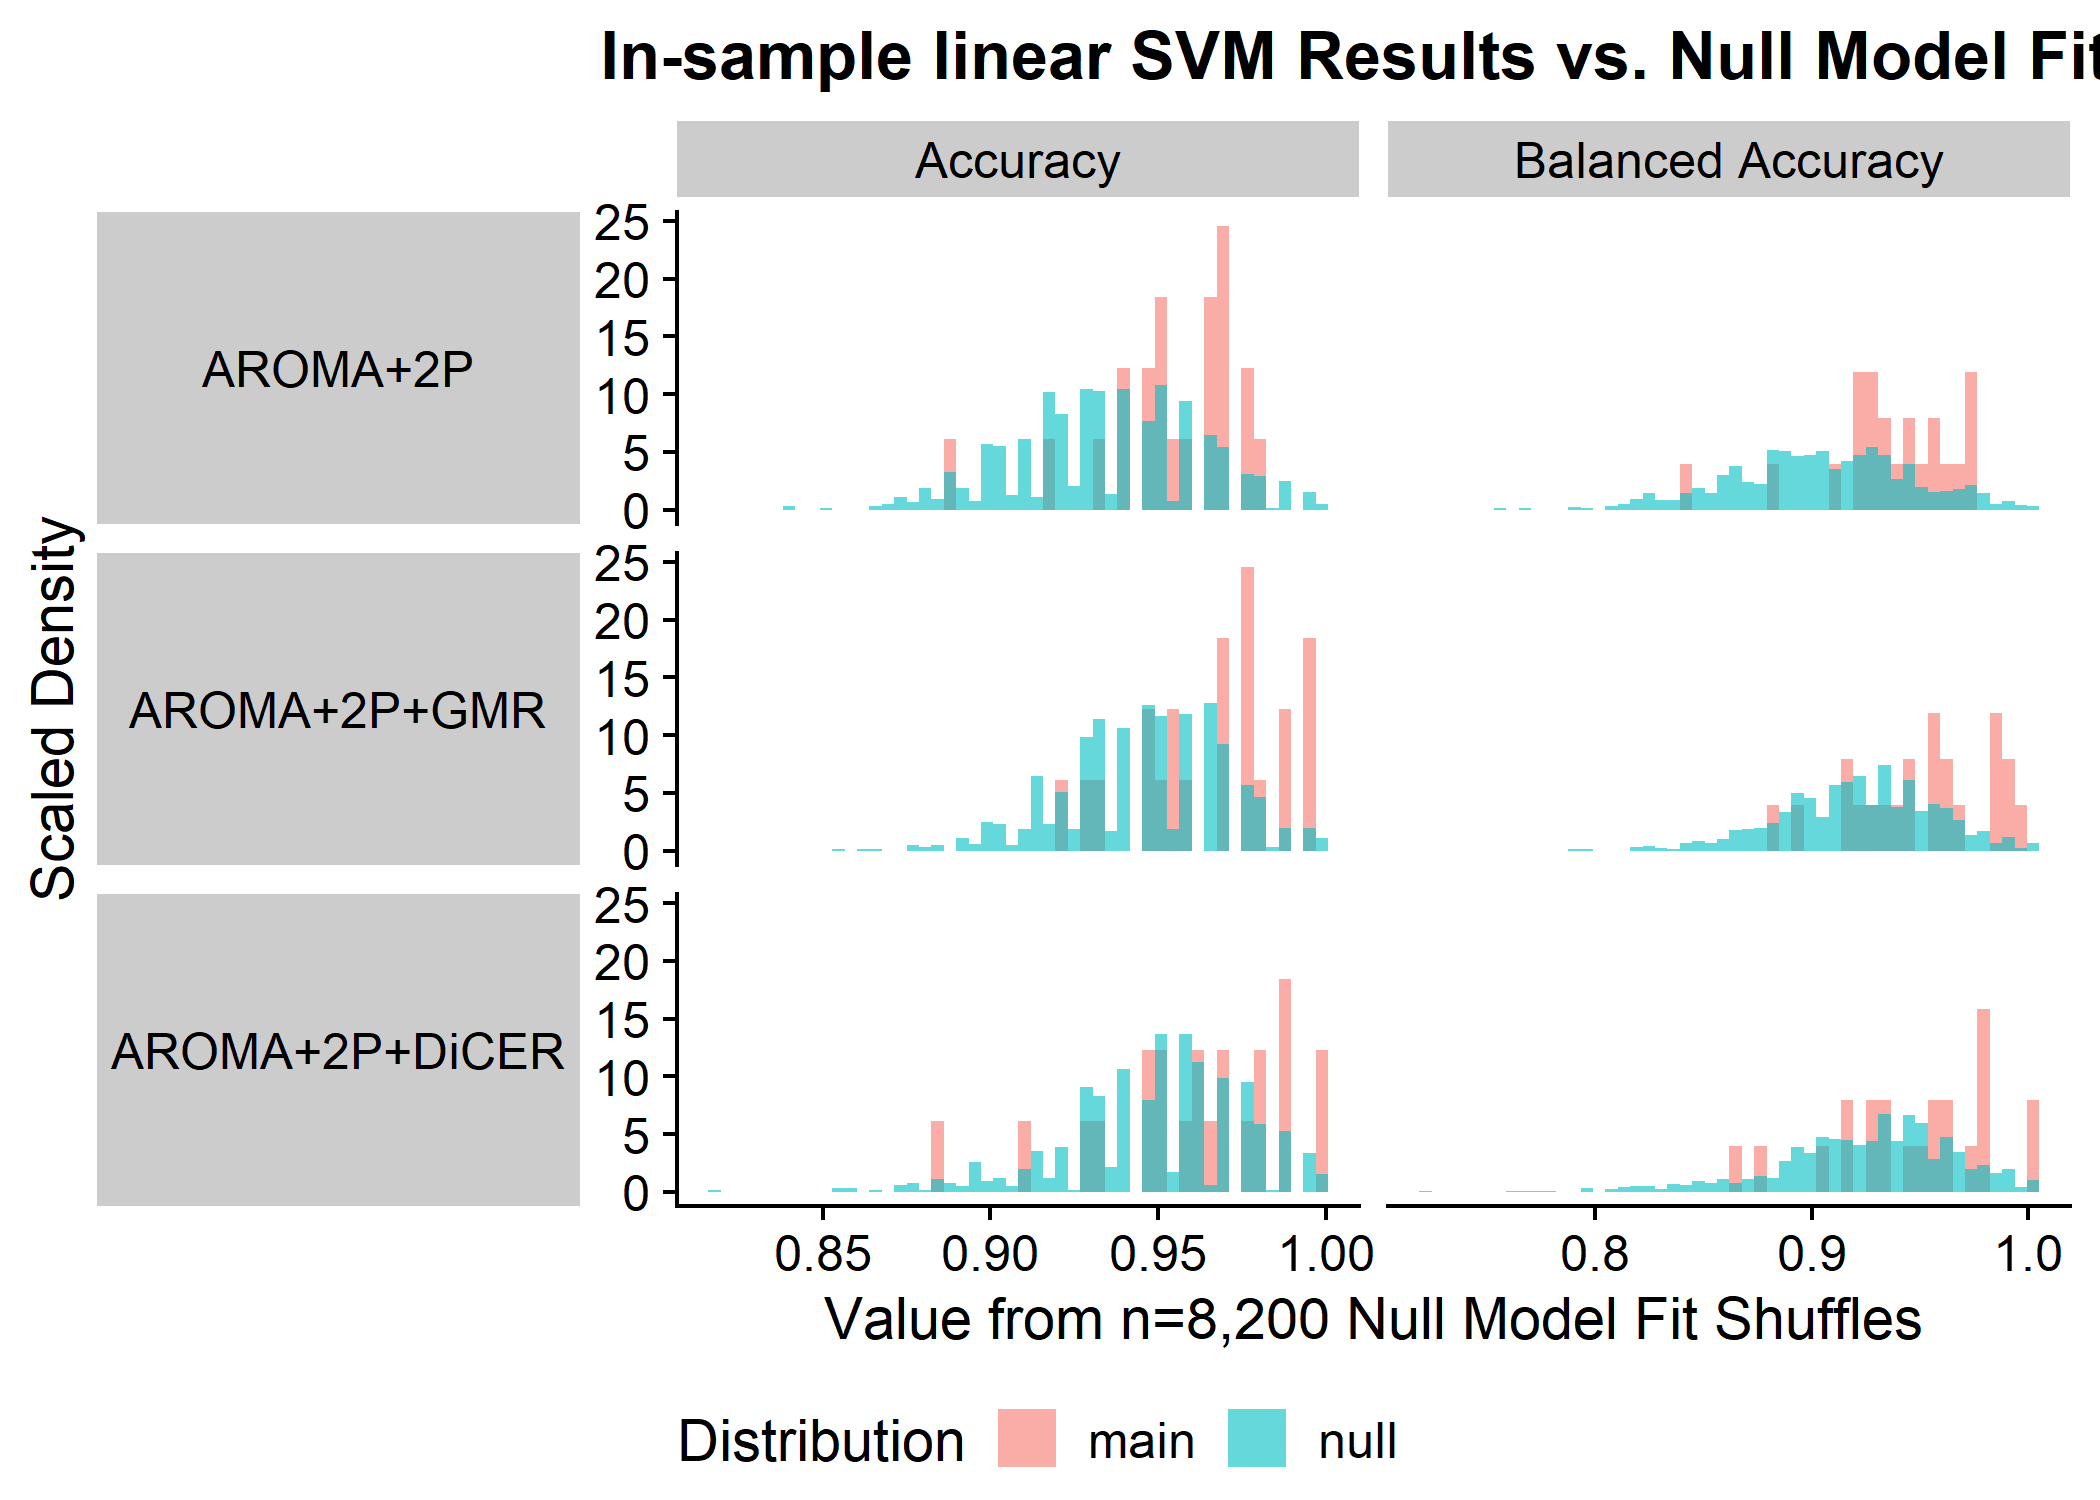 In-sample linear SVM Results vs. Null Model Fit
Accuracy
Balanced Accuracy
Scaled Density
AROMA+2P
25
20
15
10
5
0
AROMA+2P+GMR
25
20
15
10
5
0
AROMA+2P+DiCER
25
20
15
10
5
0
0.85 0.90 0.95 1.00
0.8 0.9 1.0
Value from n=8,200 Null Model Fit Shuffles
Distribution main null